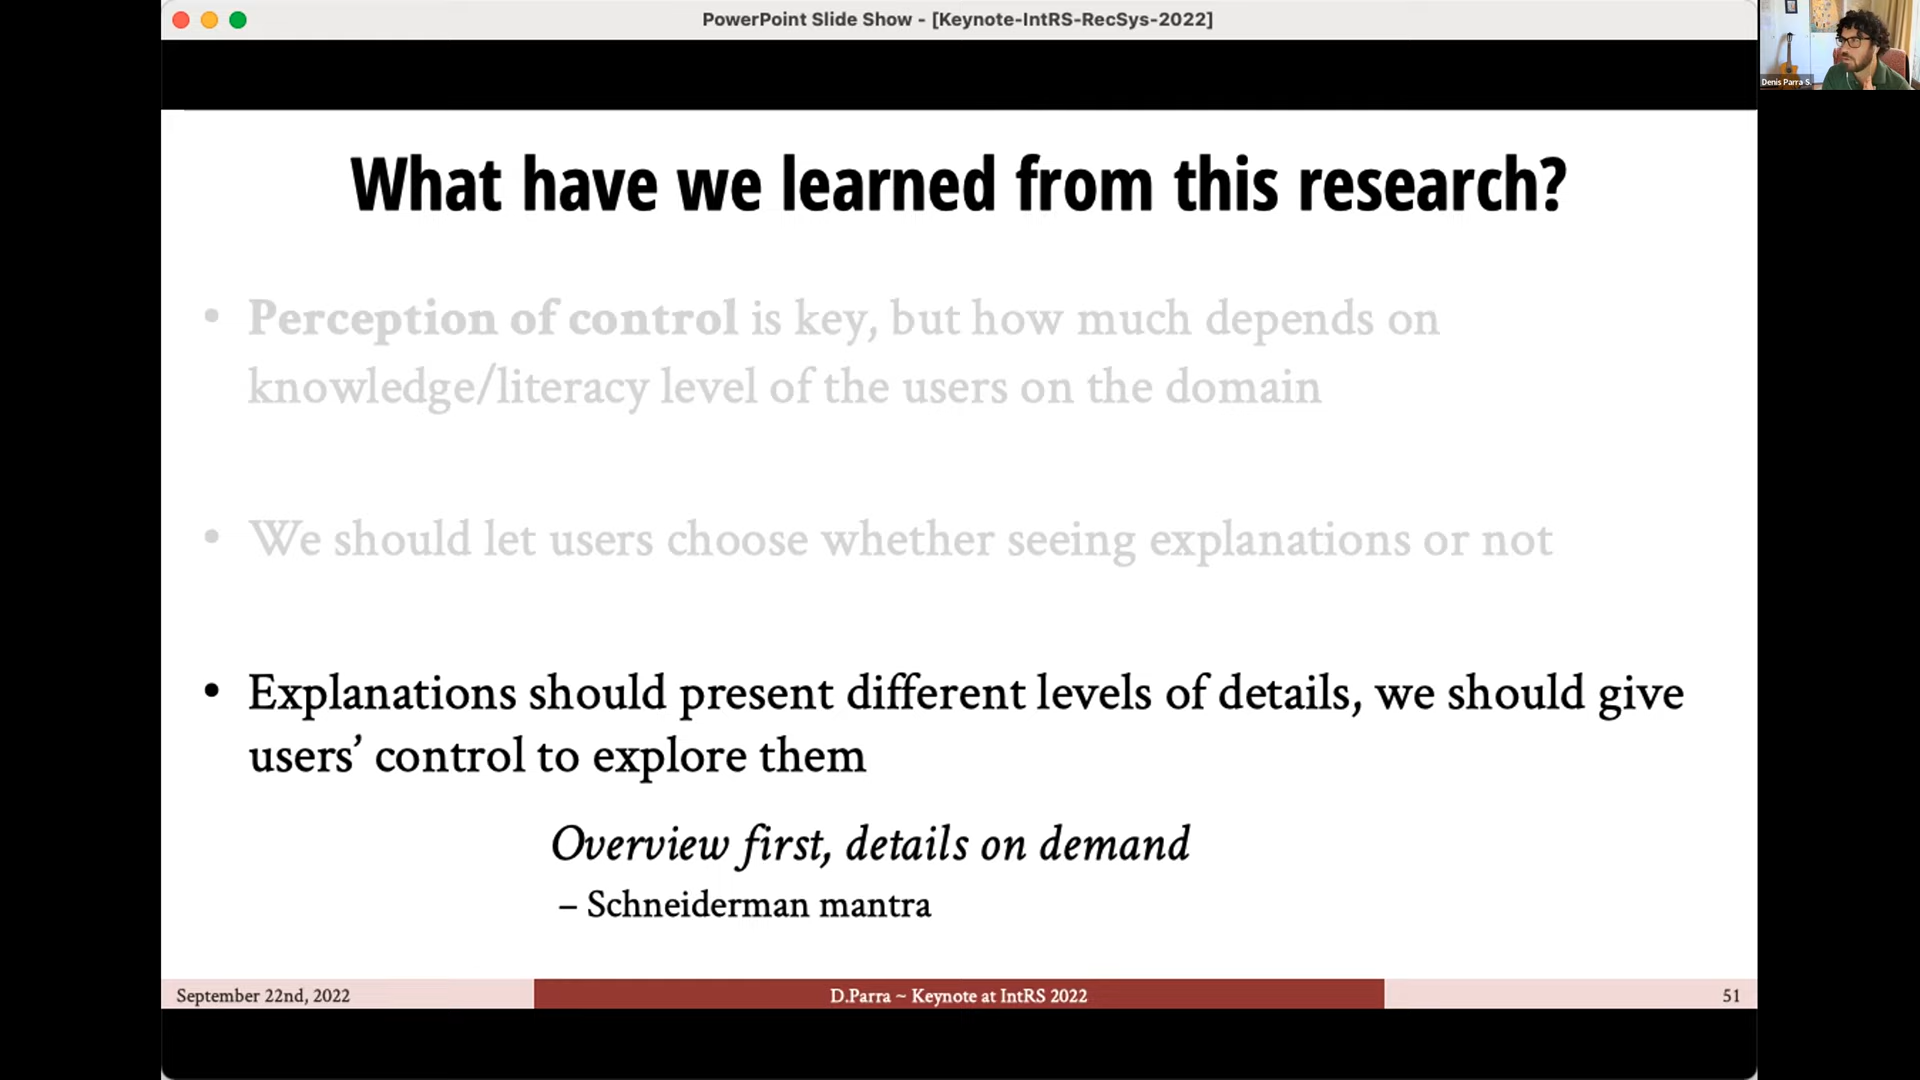 PowerPoint Slide Show - [Keynote-IntRS-RecSys-2022]
Denis Parra S.
What have we learned from this research?
• Perception of control is key, but how much depends on
knowledge/literacy level of the users on the domain
• We should let users choose whether seeing explanations or not
• Explanations should present different levels of details, we should give
users’ control to explore them
Overview first, details on demand
– Schneiderman mantra
September 22nd, 2022
D.Parra ~ Keynote at IntRS 2022
51